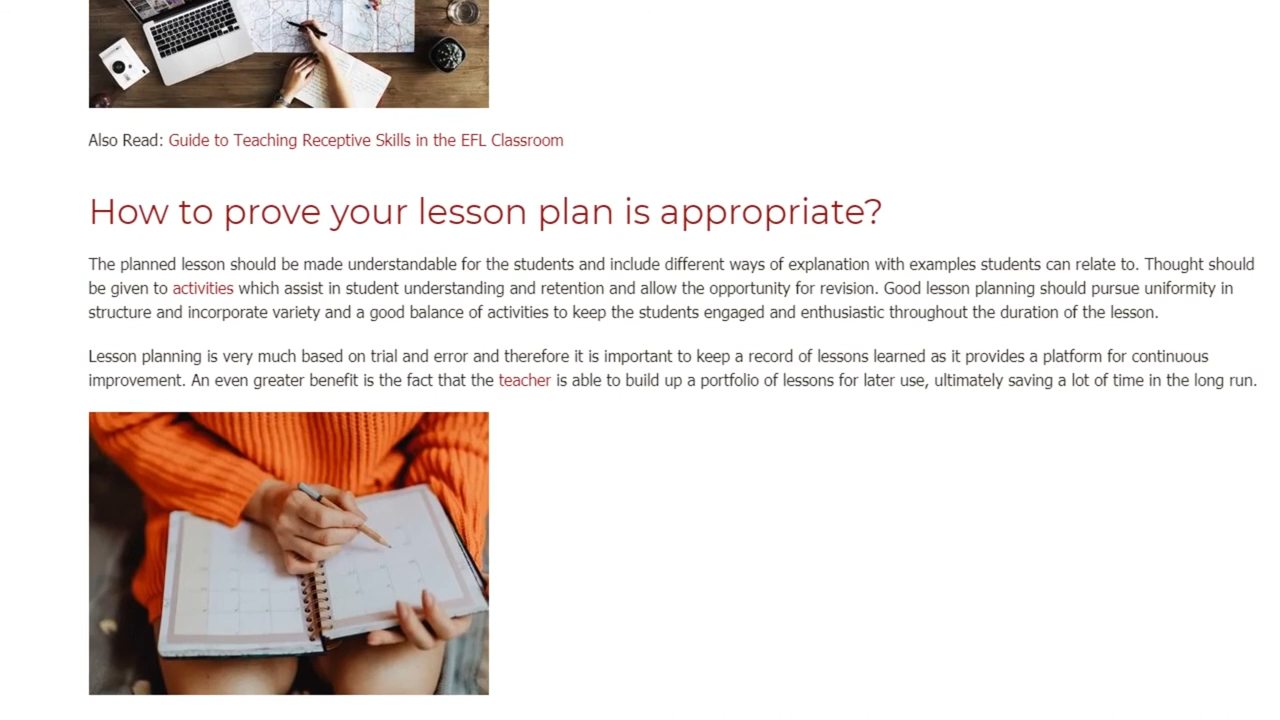 Also Read: Guide to Teaching Receptive Skills in the EFL Classroom
How to prove your lesson plan is appropriate?
The planned lesson should be made understandable for the students and include different ways of explanation with examples students can relate to. Thought should
be given to activities which assist in student understanding and retention and allow the opportunity for revision. Good lesson planning should pursue uniformity in
structure and incorporate variety and a good balance of activities to keep the students engaged and enthusiastic throughout the duration of the lesson.
Lesson planning is very much based on trial and error and therefore it is important to keep a record of lessons learned as it provides a platform for continuous
improvement. An even greater benefit is the fact that the teacher is able to build up a portfolio of lessons for later use, ultimately saving a lot of time in the long run.